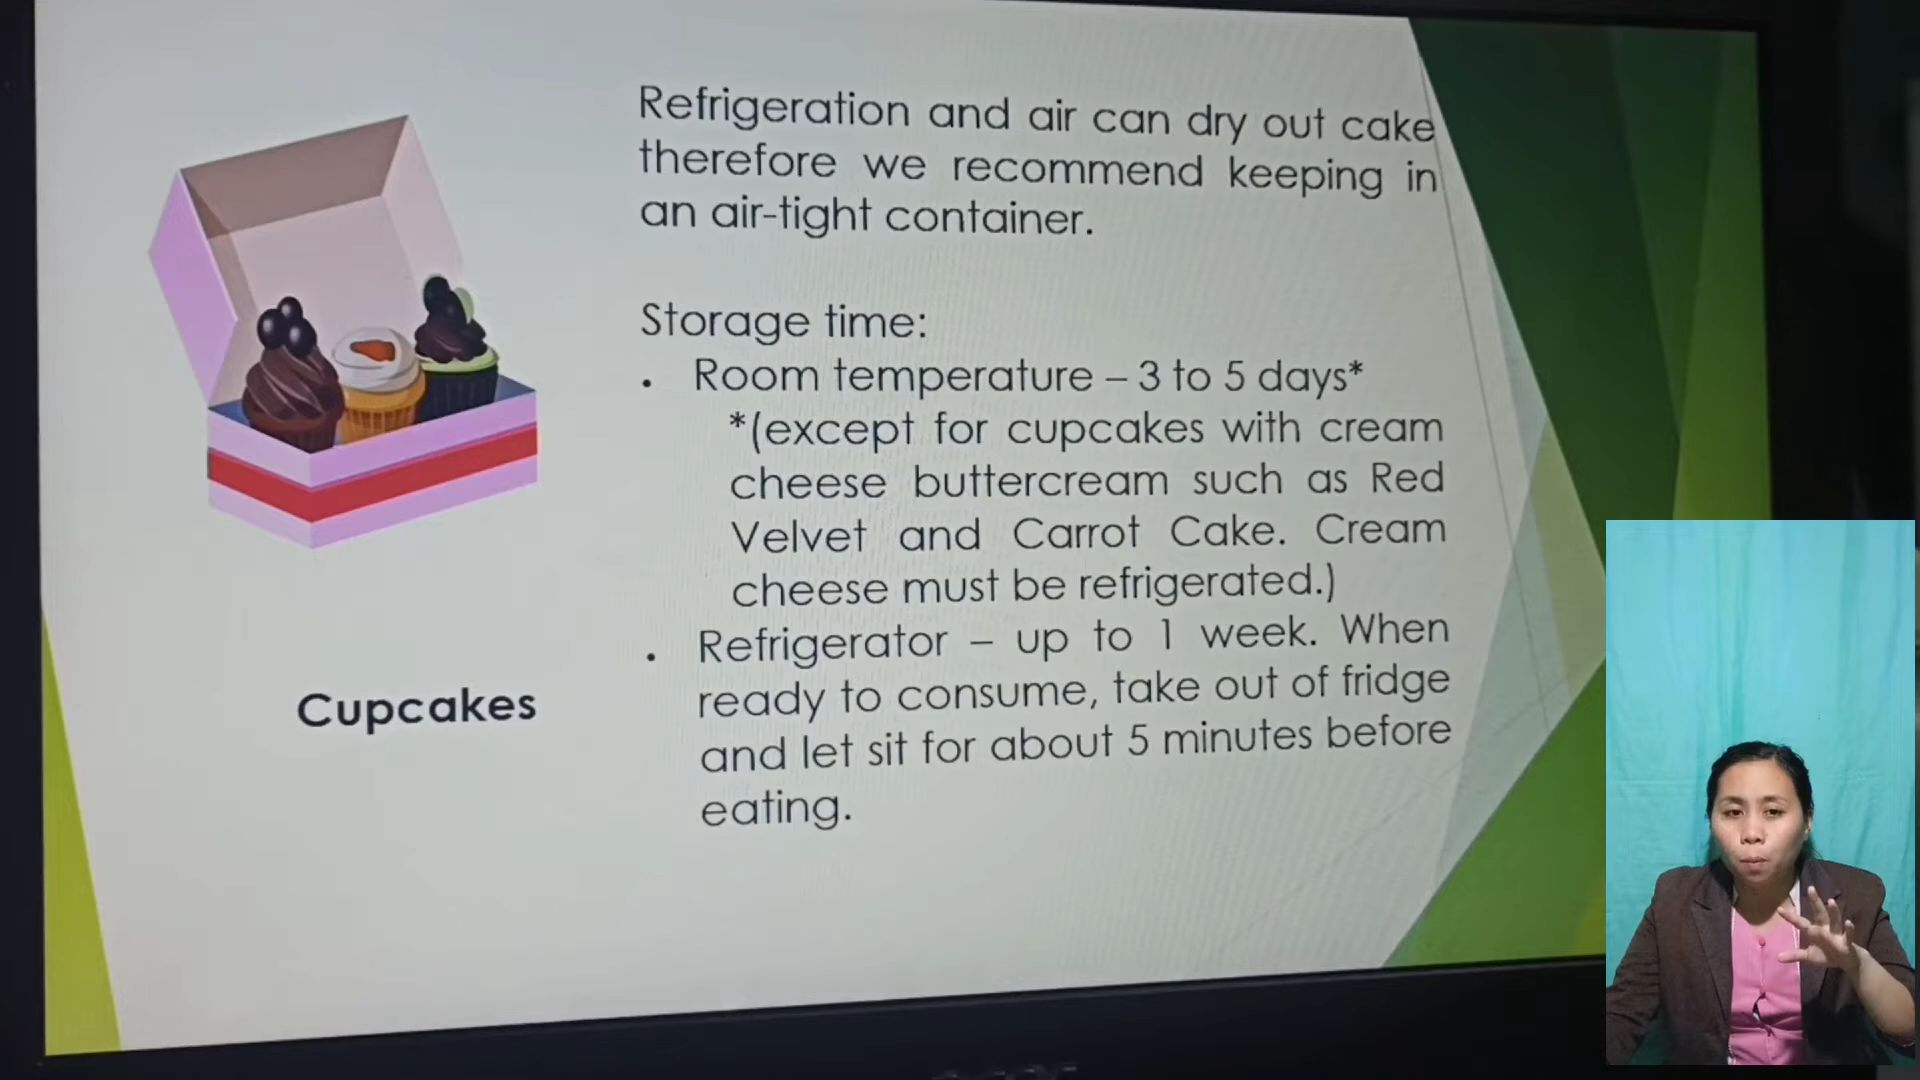 Refrigeration and air can dry out cake
therefore we recommend keeping in
an air-tight container.
Storage time:
• Room temperature – 3 to 5 days*
*(except for cupcakes with cream
cheese buttercream such as Red
Velvet and Carrot Cake. Cream
cheese must be refrigerated.)
• Refrigerator – up to 1 week. When
ready to consume, take out of fridge
and let sit for about 5 minutes before
eating.
Cupcakes